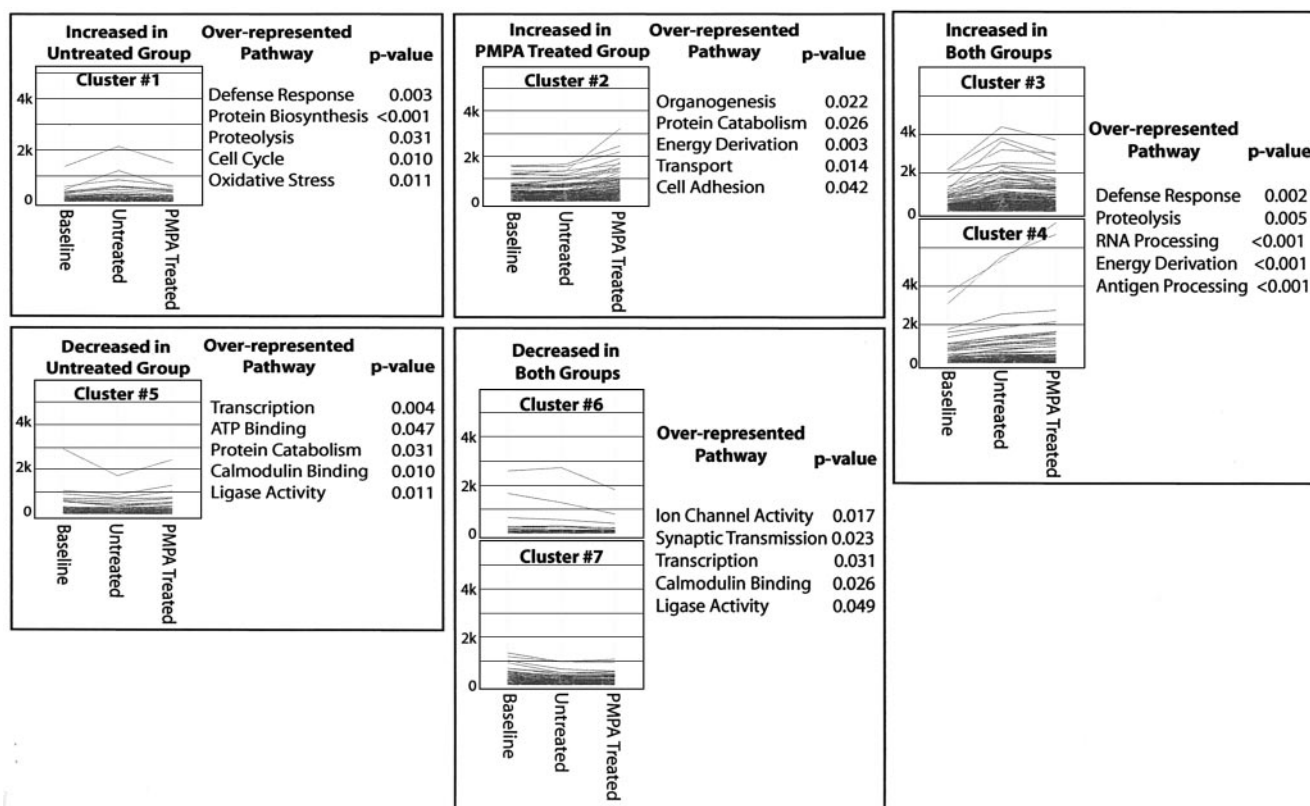 Increased in
Untreated Group
Over-represented
Pathway
p-value
Cluster #1
4k
2k
0
Baseline
Untreated
PMPA Treated
Defense Response 0.003
Protein Biosynthesis <0.001
Proteolysis 0.031
Cell Cycle 0.010
Oxidative Stress 0.011
Increased in
PMPA Treated Group
Over-represented
Pathway
p-value
Cluster #2
4k
2k
0
Baseline
Untreated
PMPA Treated
Organogenesis 0.022
Protein Catabolism 0.026
Energy Derivation 0.003
Transport 0.014
Cell Adhesion 0.042
Increased in
Both Groups
Cluster #3
4k
2k
0
Cluster #4
4k
2k
0
Baseline
Untreated
PMPA Treated
Over-represented
Pathway
p-value
Defense Response 0.002
Proteolysis 0.005
RNA Processing <0.001
Energy Derivation <0.001
Antigen Processing <0.001
Decreased in
Untreated Group
Over-represented
Pathway
p-value
Cluster #5
4k
2k
0
Baseline
Untreated
PMPA Treated
Transcription 0.004
ATP Binding 0.047
Protein Catabolism 0.031
Calmodulin Binding 0.010
Ligase Activity 0.011
Decreased in
Both Groups
Cluster #6
4k
2k
0
Cluster #7
4k
2k
0
Baseline
Untreated
PMPA Treated
Over-represented
Pathway
p-value
Ion Channel Activity 0.017
Synaptic Transmission 0.023
Transcription 0.031
Calmodulin Binding 0.026
Ligase Activity 0.049